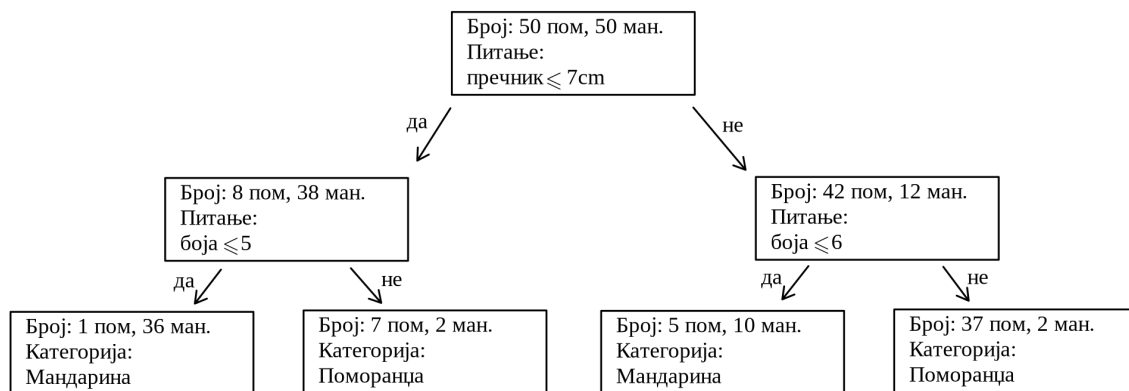 Број: 50 пом, 50 ман.
Питање:
пречник ⩽ 7cm
да
не
Број: 8 пом, 38 ман.
Питање:
боја ⩽ 5
Број: 42 пом, 12 ман.
Питање:
боја ⩽ 6
да
не
да
не
Број: 1 пом, 36 ман.
Категорија:
Мандарина
Број: 7 пом, 2 ман.
Категорија:
Поморанџа
Број: 5 пом, 10 ман.
Категорија:
Мандарина
Број: 37 пом, 2 ман.
Категорија:
Поморанџа